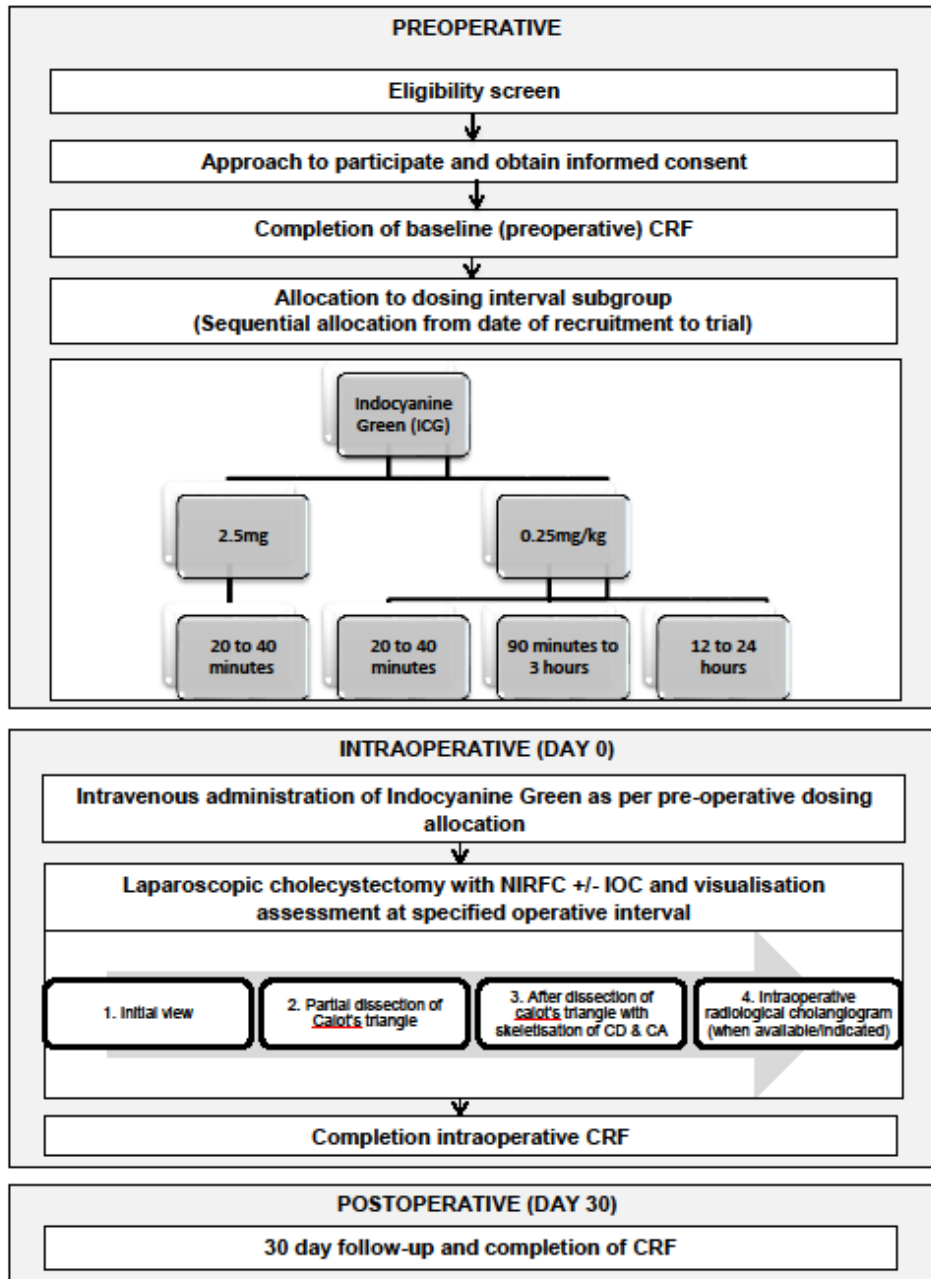 PREOPERATIVE
Eligibility screen
Approach to participate and obtain informed consent
Completion of baseline (preoperative) CRF
Allocation to dosing interval subgroup
(Sequential allocation from date of recruitment to trial)
Indocyanine
Green (ICG)
2.5mg
0.25mg/kg
20 to 40
minutes
20 to 40
minutes
90 minutes to
3 hours
12 to 24
hours
INTRAOPERATIVE (DAY 0)
Intravenous administration of Indocyanine Green as per pre-operative dosing
allocation
Laparoscopic cholecystectomy with NIRFC +/- IOC and visualisation
assessment at specified operative interval
1. Initial view
2. Partial dissection of
Calot's triangle
3. After dissection of
calot's triangle with
skeletisation of CD & CA
4. Intraoperative
radiological cholangiogram
(when available/indicated)
Completion intraoperative CRF
POSTOPERATIVE (DAY 30)
30 day follow-up and completion of CRF